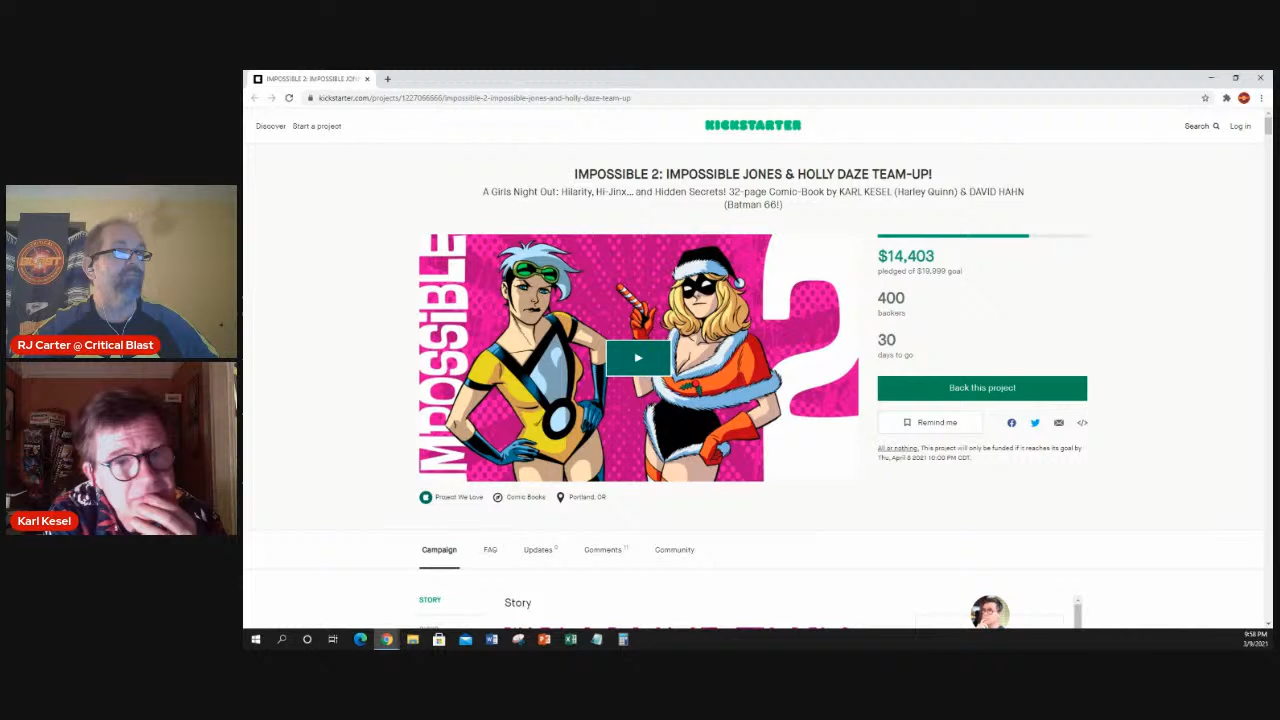 IMPOSSIBLE 2: IMPOSSIBLE JON
kickstarter.com/projects/1227066666/impossible-2-impossible-jones-and-holly-daze-team-up
Discover Start a project
KICKSTARTER
Search Log in
IMPOSSIBLE 2: IMPOSSIBLE JONES & HOLLY DAZE TEAM-UP!
A Girls Night Out: Hilarity, Hi-Jinx... and Hidden Secrets! 32-page Comic-Book by KARL KESEL (Harley Quinn) & DAVID HAHN
(Batman 66!)
IMPOSSIBLE
2
$14,403
pledged of $19,999 goal
400
backers
30
days to go
Back this project
Remind me
All or nothing. This project will only be funded if it reaches its goal by
Thu, April 8 2021 10:00 PM CDT.
Project We Love Comic Books Portland, OR
Campaign FAQ Updates 0 Comments 11 Community
STORY
Story
BLAST
RJ Carter @ Critical Blast
Karl Kesel
9:58 PM
3/9/2021